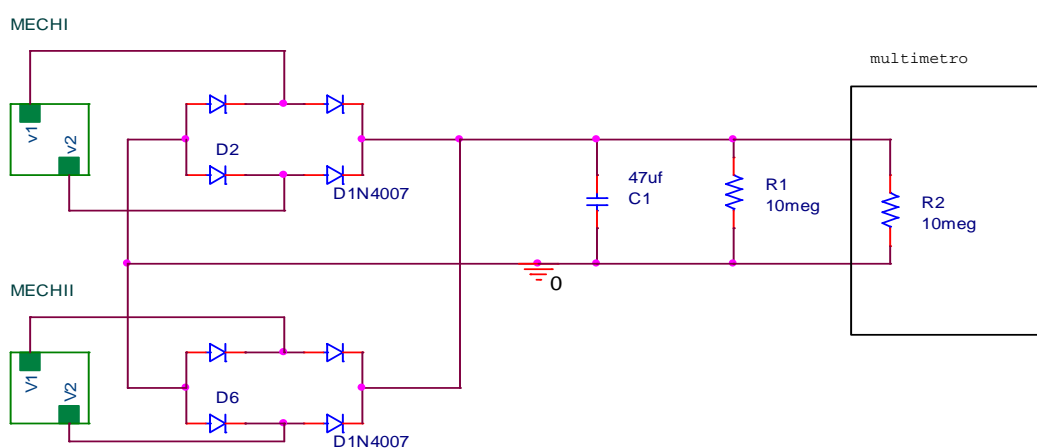 MECHI
multimetro
v1
v2
D2
D1N4007
47uf
C1
R1
10meg
R2
10meg
0
MECHII
V1
V2
D6
D1N4007